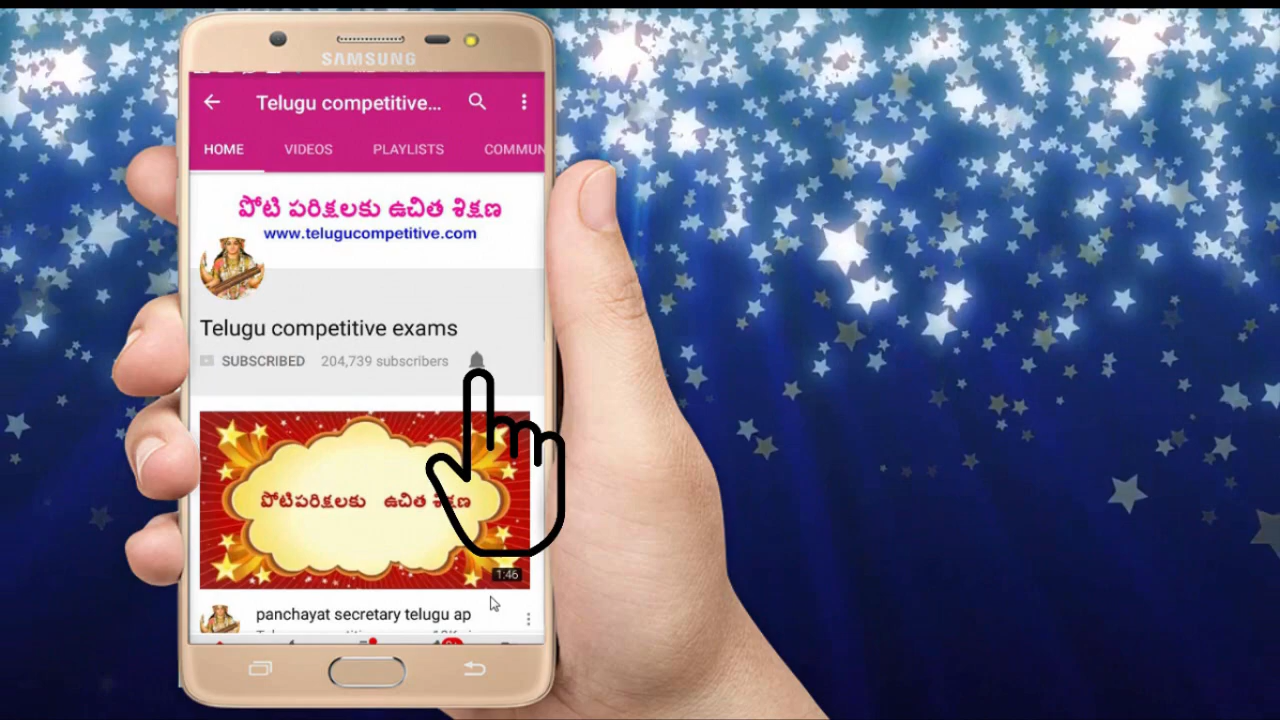 SAMSUNG
Telugu competitive...
HOME VIDEOS PLAYLISTS COMMUN
పోటి పరిక్షలకు ఉచిత శిక్షణ
www.telugucompetitive.com
Telugu competitive exams
SUBSCRIBED 204,739 subscribers
పోటిపరిక్షలకు ఉచిత శిక్షణ
1:46
panchayat secretary telugu ap